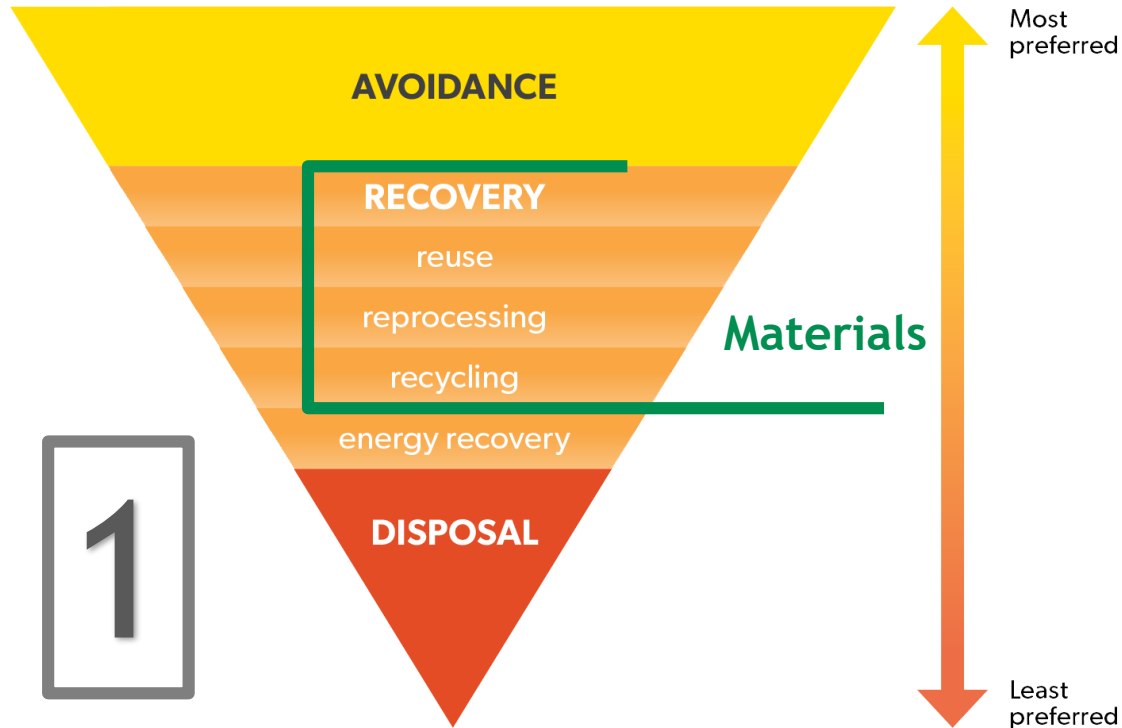 Most
preferred
AVOIDANCE
RECOVERY
reuse
reprocessing
Materials
recycling
energy recovery
1
DISPOSAL
Least
preferred